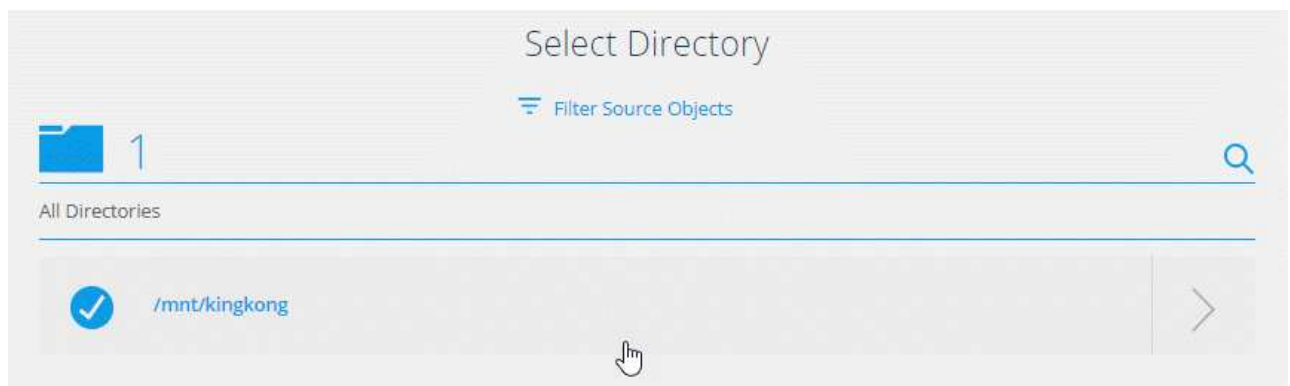 Select Directory
Filter Source Objects
1
All Directories
/mnt/kingkong